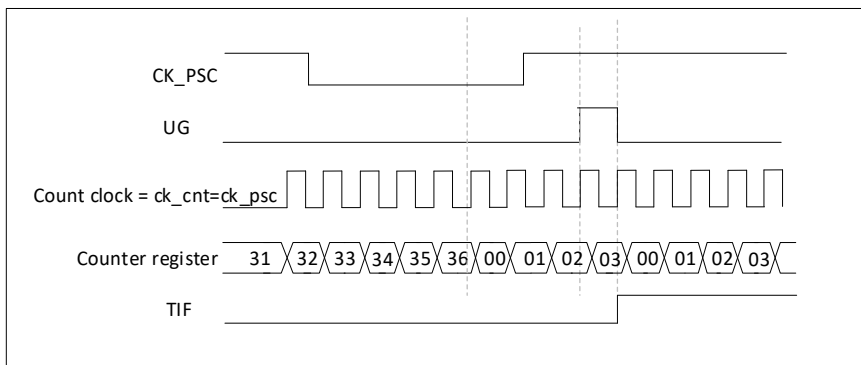 CK_PSC
UG
Count clock = ck_cnt=ck_psc
Counter register 31 32 33 34 35 36 00 01 02 03 00 01 02 03
TIF